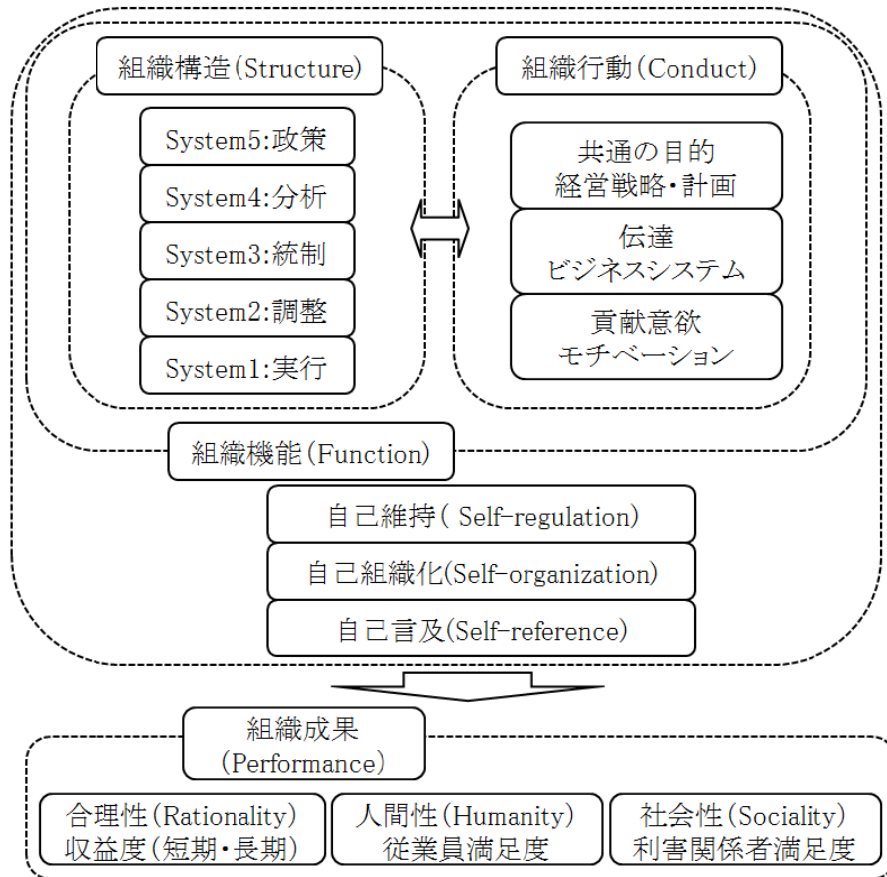 組織構造(Structure)
System5:政策
System4:分析
System3:統制
System2:調整
System1:実行
組織行動(Conduct)
共通の目的
経営戦略・計画
伝達
ビジネスシステム
貢献意欲
モチベーション
組織機能(Function)
自己維持( Self-regulation)
自己組織化(Self-organization)
自己言及(Self-reference)
組織成果
(Performance)
合理性(Rationality)
収益度(短期・長期)
人間性(Humanity)
従業員満足度
社会性(Sociality)
利害関係者満足度